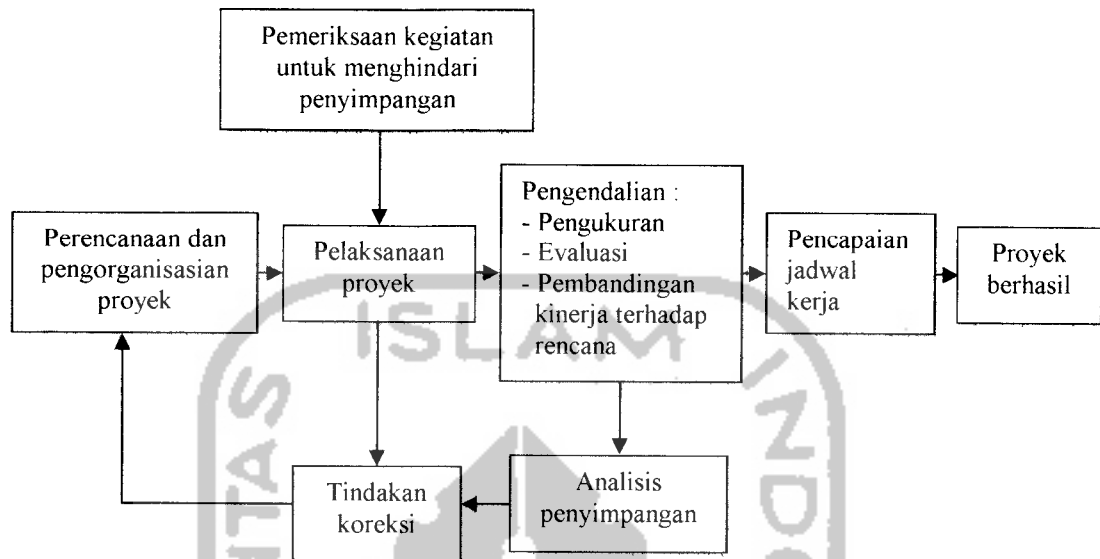 Pemeriksaan kegiatan
untuk menghindari
penyimpangan
Perencanaan dan
pengorganisasian
proyek
Pelaksanaan
proyek
Pengendalian :
- Pengukuran
- Evaluasi
- Pembandingan
kinerja terhadap
rencana
Pencapaian
jadwal
kerja
Proyek
berhasil
Tindakan
koreksi
Analisis
penyimpangan
ISLAM